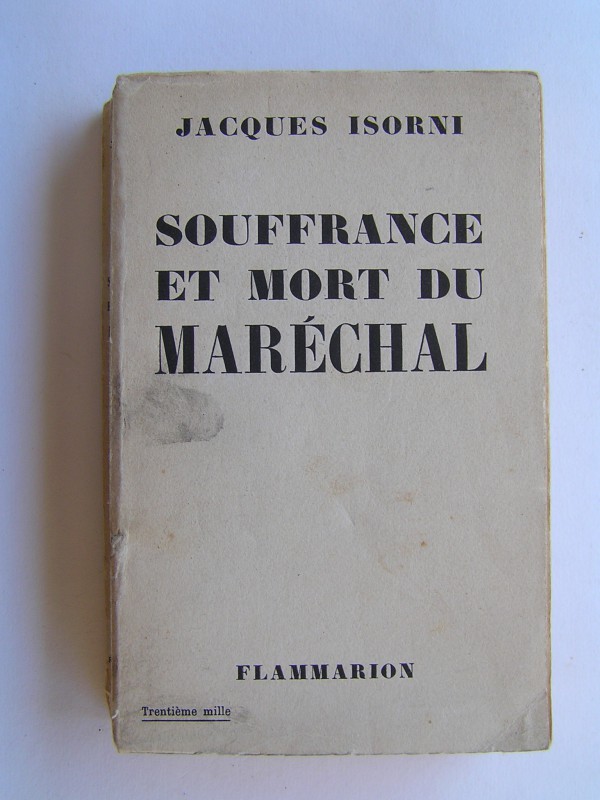 JACQUES ISORNI
SOUFFRANCE
ET MORT DU
MARÉCHAL
FLAMMARION
Trentième mille